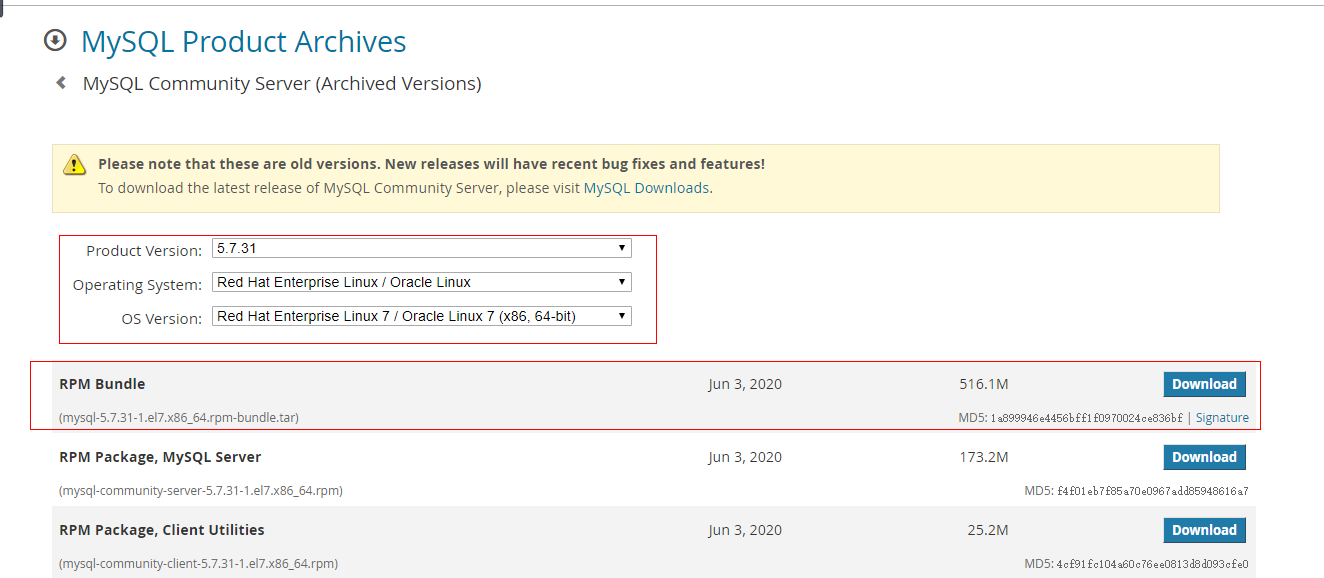 MySQL Product Archives
MySQL Community Server (Archived Versions)
Please note that these are old versions. New releases will have recent bug fixes and features!
To download the latest release of MySQL Community Server, please visit MySQL Downloads.
Product Version: 5.7.31
Operating System: Red Hat Enterprise Linux / Oracle Linux
OS Version: Red Hat Enterprise Linux 7 / Oracle Linux 7 (x86, 64-bit)
RPM Bundle Jun 3, 2020 516.1M Download
(mysql-5.7.31-1.el7.x86_64.rpm-bundle.tar) MD5: 1a899946e4456bff1f0970024ce836bf | Signature
RPM Package, MySQL Server Jun 3, 2020 173.2M Download
(mysql-community-server-5.7.31-1.el7.x86_64.rpm) MD5: f4f01eb7f85a70e0967add85948616a7
RPM Package, Client Utilities Jun 3, 2020 25.2M Download
(mysql-community-client-5.7.31-1.el7.x86_64.rpm) MD5: 4cf91fc104a60c76ee0813d8d093cfe0